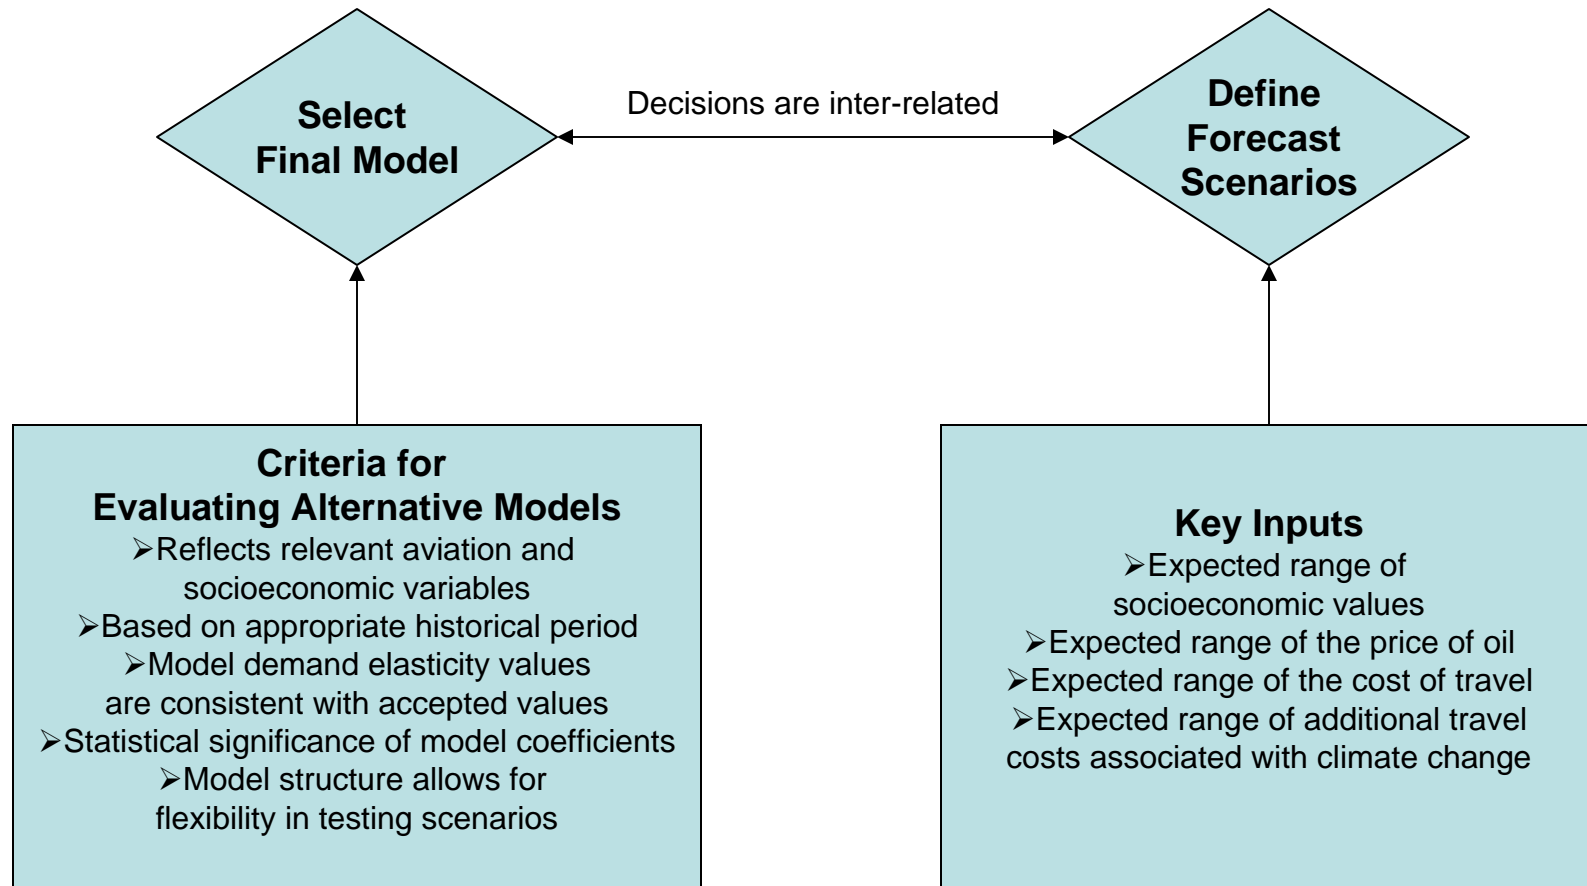 Select
Final Model
Decisions are inter-related
Define
Forecast
Scenarios
Criteria for
Evaluating Alternative Models
➢Reflects relevant aviation and
socioeconomic variables
➢Based on appropriate historical period
➢Model demand elasticity values
are consistent with accepted values
➢Statistical significance of model coefficients
➢Model structure allows for
flexibility in testing scenarios
Key Inputs
➢Expected range of
socioeconomic values
➢Expected range of the price of oil
➢Expected range of the cost of travel
➢Expected range of additional travel
costs associated with climate change